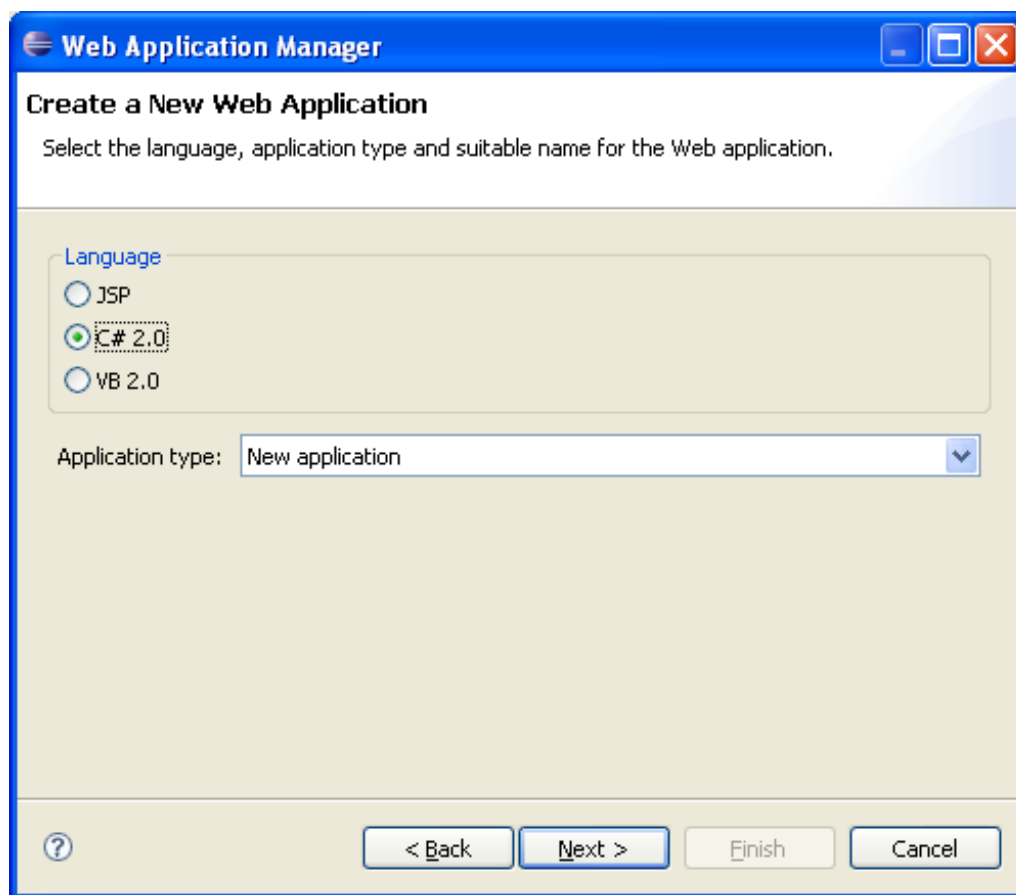 Web Application Manager
Create a New Web Application
Select the language, application type and suitable name for the Web application.
Language
JSP
C# 2.0
VB 2.0
Application type: New application
? < Back Next > Finish Cancel